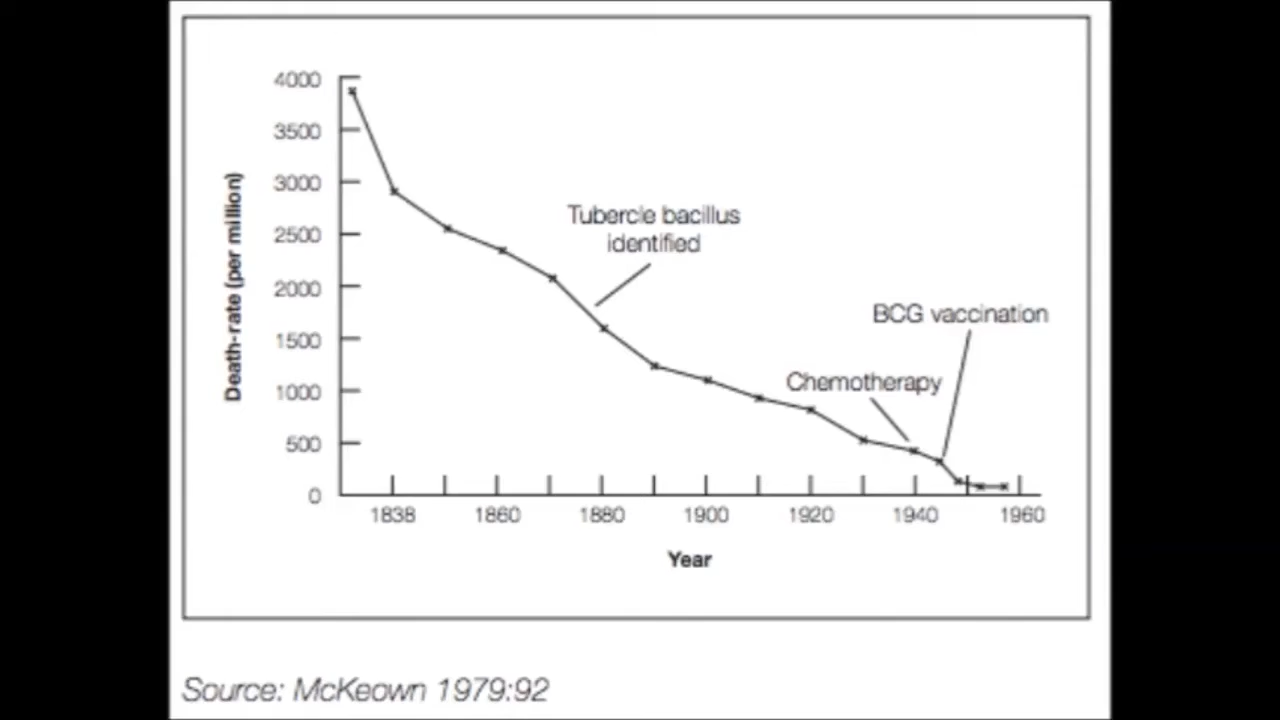 4000
3500
3000
2500
2000
1500
1000
500
0
Death-rate (per million)
Tubercle bacillus
identified
BCG vaccination
Chemotherapy
1838 1860 1880 1900 1920 1940 1960
Year
Source: McKeown 1979:92